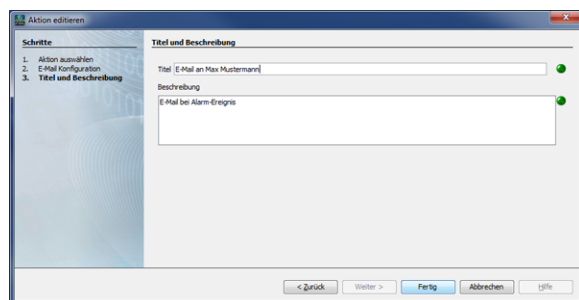 Aktion editieren
Schritte
1. Aktion auswählen
2. E-Mail Konfiguration
3. Titel und Beschreibung
Titel und Beschreibung
Titel E-Mail an Max Mustermann
Beschreibung
E-Mail bei Alarm-Ereignis
< Zurück Weiter > Fertig Abbrechen Hilfe